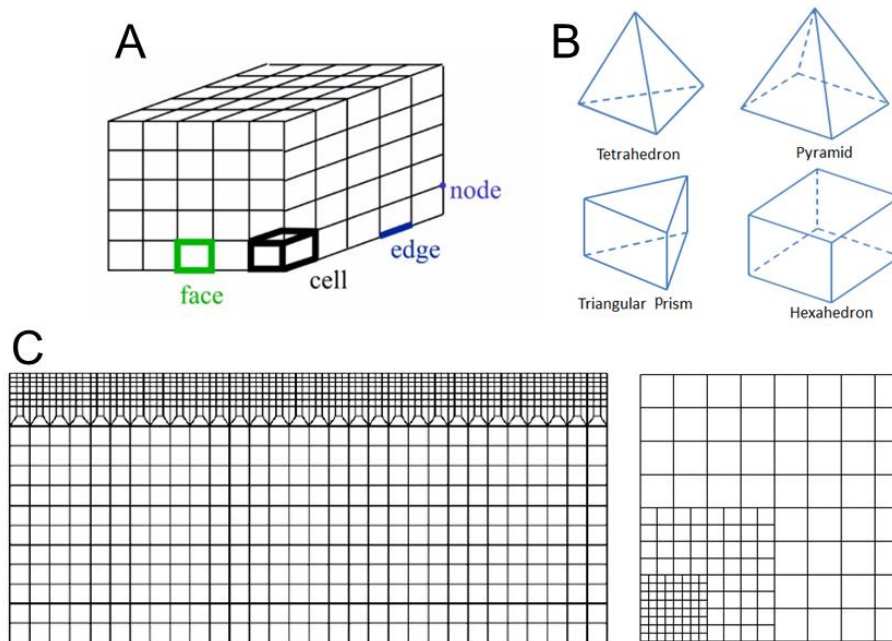 A
B
Tetrahedron
Pyramid
node
edge
cell
face
Triangular Prism
Hexahedron
C